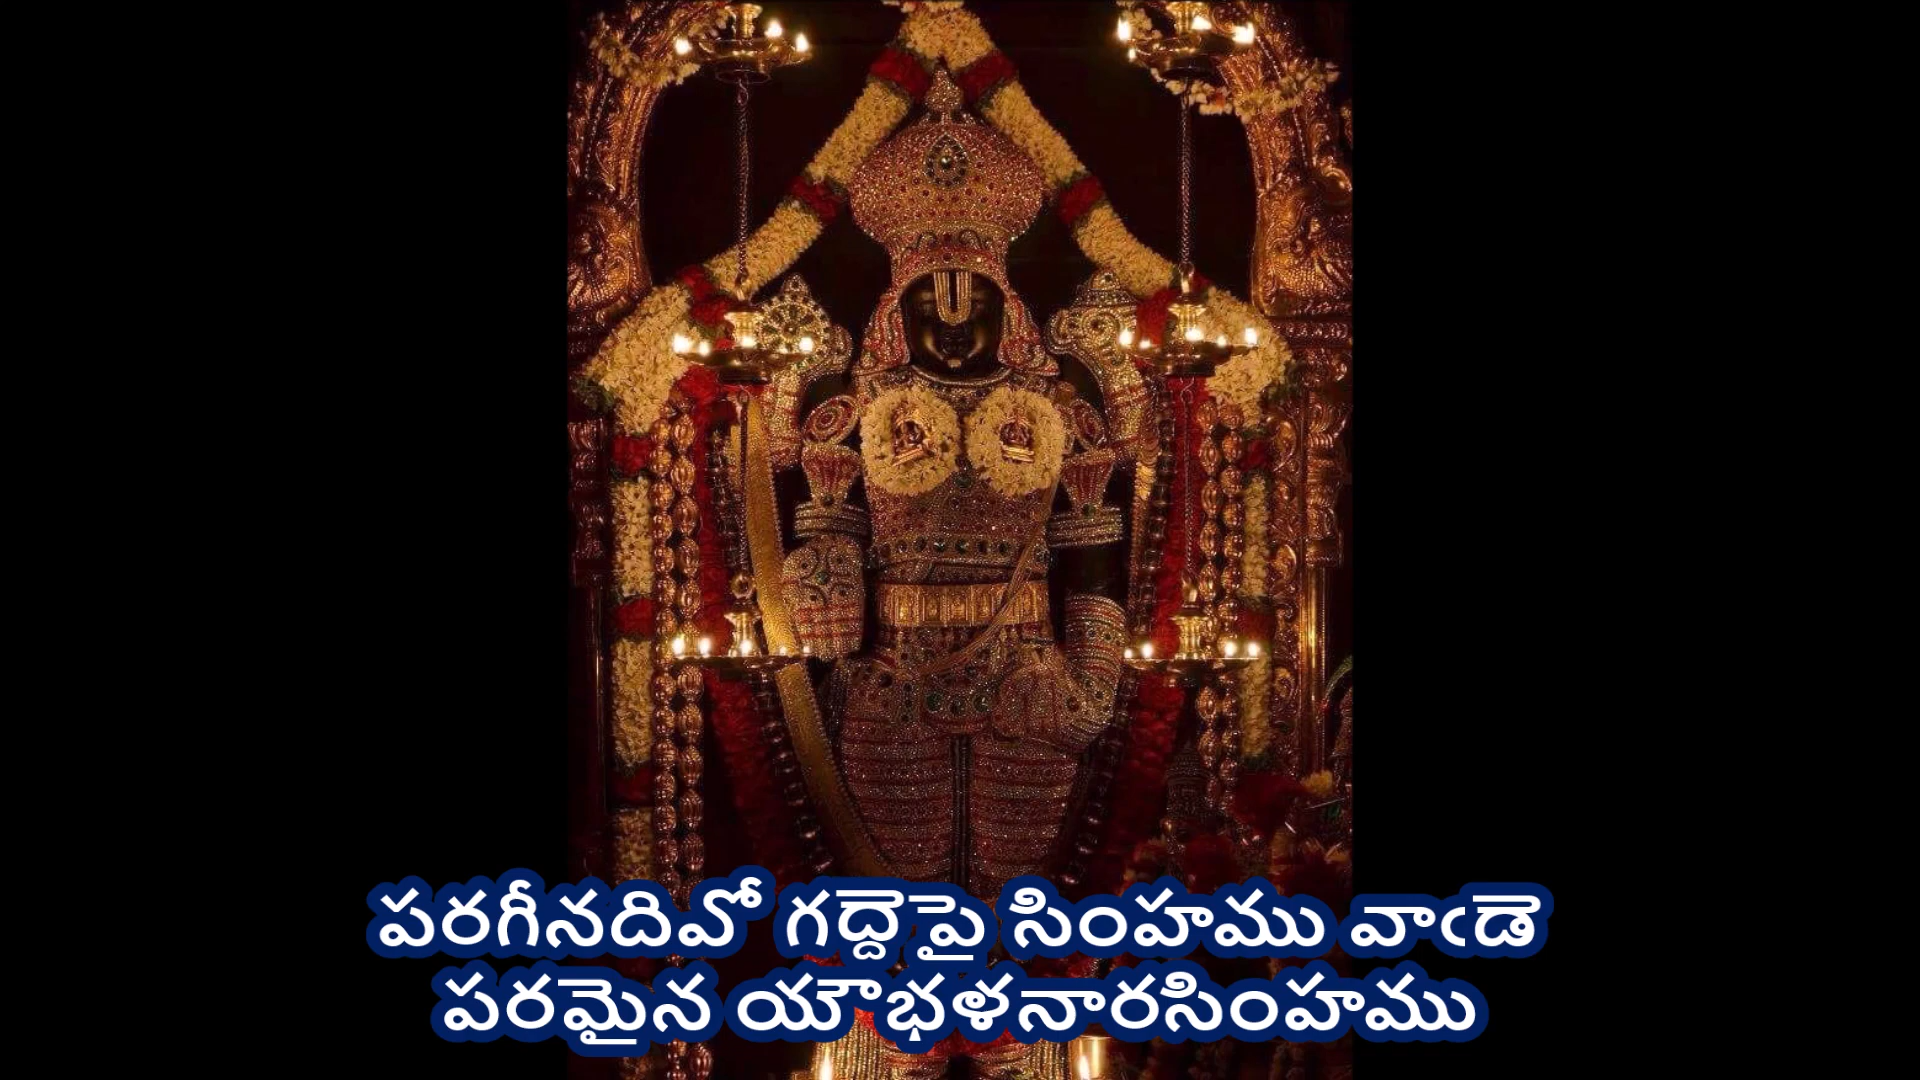 పరగీనదివో గద్దెపై సింహము వాఁడె
పరమైన యౌభళనారసింహము